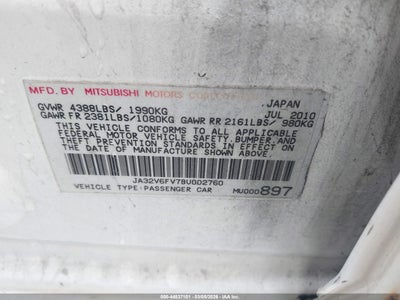 MFD. BY MITSUBISHI MOTORS JAPAN
GVWR 4388LBS/ 1990KG JUL 2010
GAWR FR 2381LBS/1080KG GAWR RR 2161LBS/ 980KG
THIS VEHICLE CONFORMS TO ALL APPLICABLE
FEDERAL MOTOR VEHICLE SAFETY, BUMPER, AND
THEFT PREVENTION STANDARDS IN EFFECT ON
THE DATE OF MANUFACTURE SHOWN ABOVE.
JA32V6FV7BU002760
VEHICLE TYPE:PASSENGER CAR MU000897